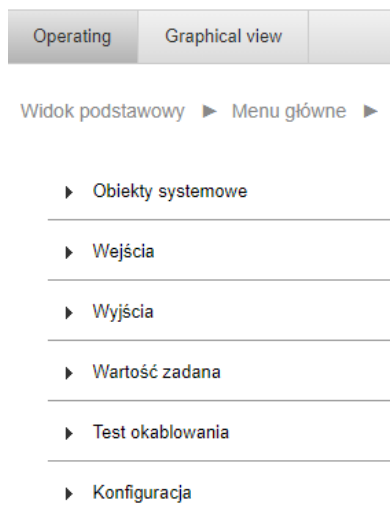 Operating Graphical view
Widok podstawowy ► Menu główne ►
Obiekty systemowe
Wejścia
Wyjścia
Wartość zadana
Test okablowania
Konfiguracja